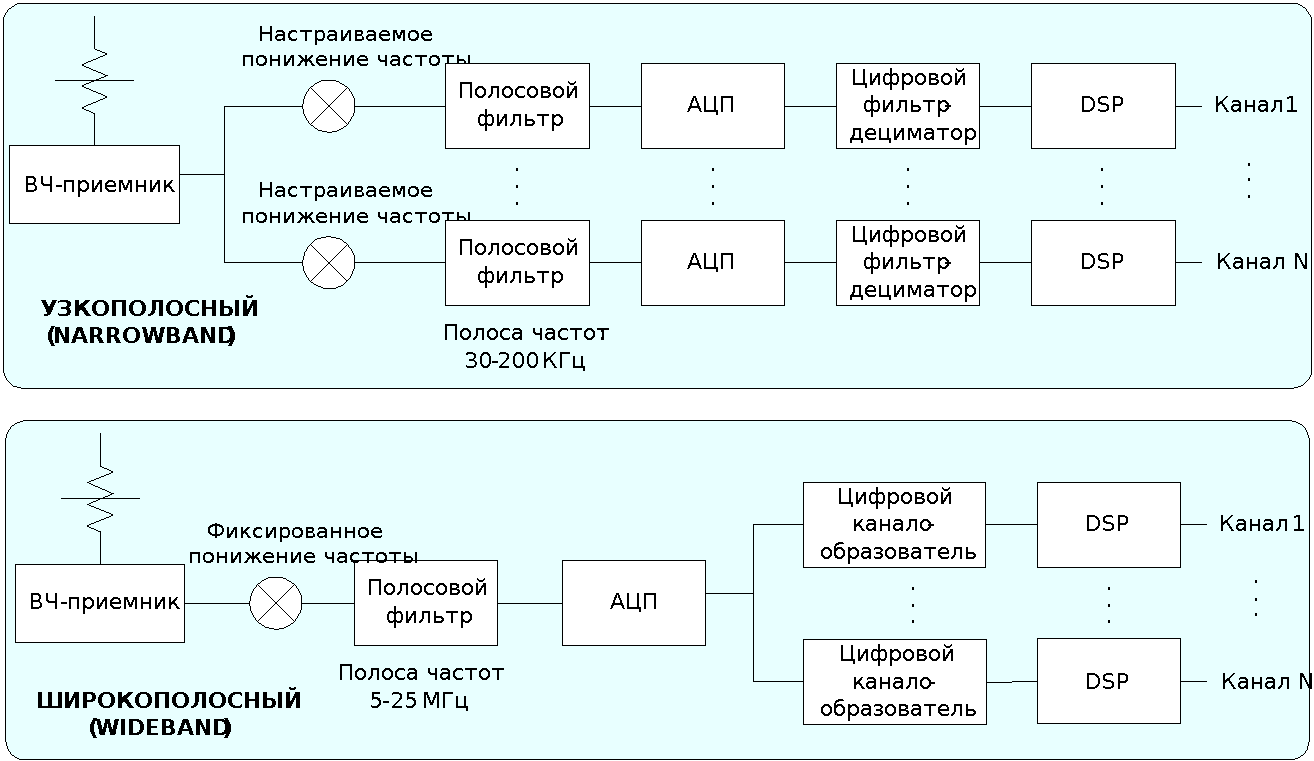 Настраиваемое
понижение частоты
Полосовой
фильтр
АЦП
Цифровой
фильтр-
дециматор
DSP
Канал 1
ВЧ-приемник
Настраиваемое
понижение частоты
Полосовой
фильтр
АЦП
Цифровой
фильтр-
дециматор
DSP
Канал N
УЗКОПОЛОСНЫЙ
(NARROWBAND)
Полоса частот
30-200 КГц
Фиксированное
понижение частоты
ВЧ-приемник
Полосовой
фильтр
АЦП
Цифровой
канало-
образователь
DSP
Канал 1
Цифровой
канало-
образователь
DSP
Канал N
Полоса частот
5-25 МГц
ШИРОКОПОЛОСНЫЙ
(WIDEBAND)